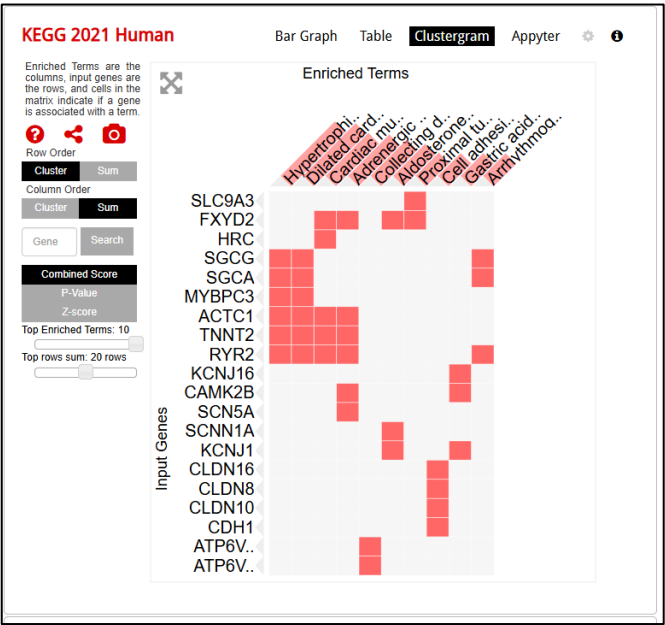 KEGG 2021 Human
Bar Graph Table Clustergram Appyter
Enriched Terms are the
columns, input genes are
the rows, and cells in the
matrix indicate if a gene
is associated with a term.
Row Order
Cluster Sum
Column Order
Cluster Sum
Gene Search
Combined Score
P-Value
Z-score
Top Enriched Terms: 10
Top rows sum: 20 rows
Enriched Terms
Hypertrophi..
Dilated card..
Cardiac mu..
Adrenergic ..
Collecting d..
Aldosterone..
Proximal tu..
Cell adhesi..
Gastric acid..
Arrhythmog..
Input Genes
SLC9A3
FXYD2
HRC
SGCG
SGCA
MYBPC3
ACTC1
TNNT2
RYR2
KCNJ16
CAMK2B
SCN5A
SCNN1A
KCNJ1
CLDN16
CLDN8
CLDN10
CDH1
ATP6V..
ATP6V..